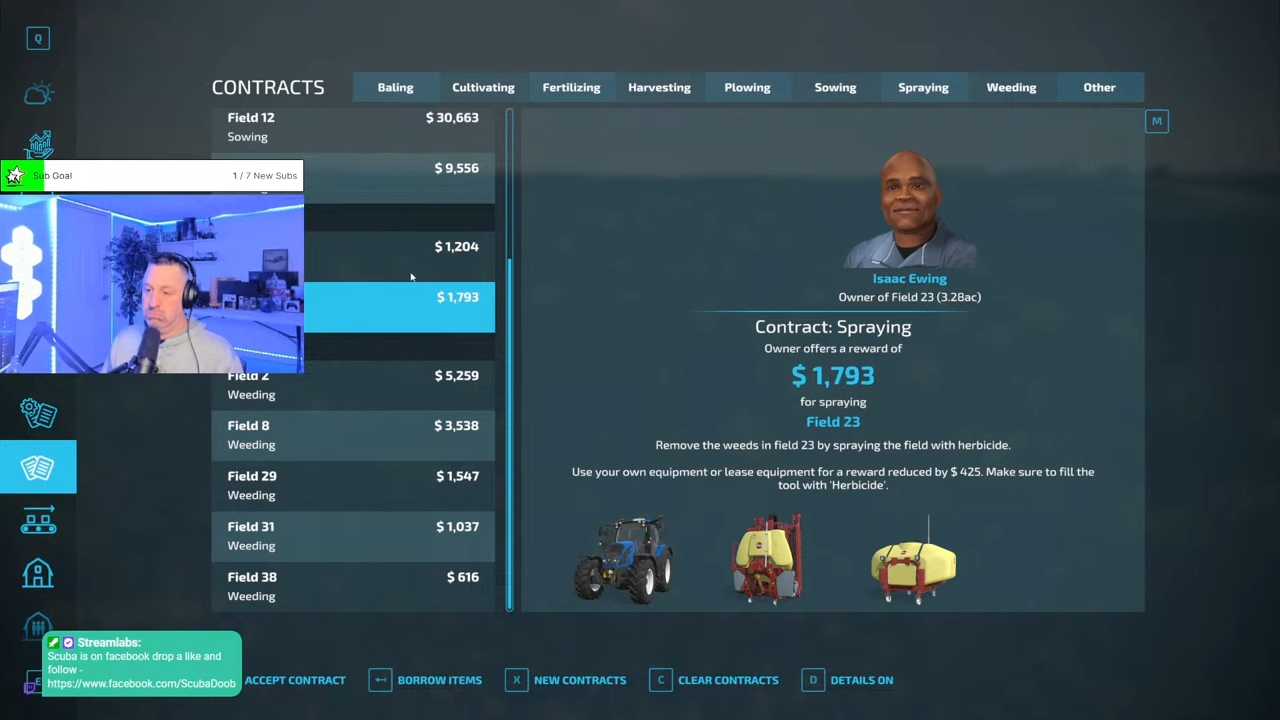 Q
CONTRACTS
Baling
Cultivating
Fertilizing
Harvesting
Plowing
Sowing
Spraying
Weeding
Other
M
Field 12
$ 30,663
Sowing
$ 9,556
Sub Goal
1 / 7 New Subs
$ 1,204
$ 1,793
Field 2
$ 5,259
Weeding
Field 8
$ 3,538
Weeding
Field 29
$ 1,547
Weeding
Field 31
$ 1,037
Weeding
Field 38
$ 616
Weeding
Isaac Ewing
Owner of Field 23 (3.28ac)
Contract: Spraying
Owner offers a reward of
$ 1,793
for spraying
Field 23
Remove the weeds in field 23 by spraying the field with herbicide.
Use your own equipment or lease equipment for a reward reduced by $ 425. Make sure to fill the
tool with 'Herbicide'.
Streamlabs:
Scuba is on facebook drop a like and
follow -
https://www.facebook.com/ScubaDoob
ACCEPT CONTRACT
BORROW ITEMS
X
NEW CONTRACTS
C
CLEAR CONTRACTS
D
DETAILS ON